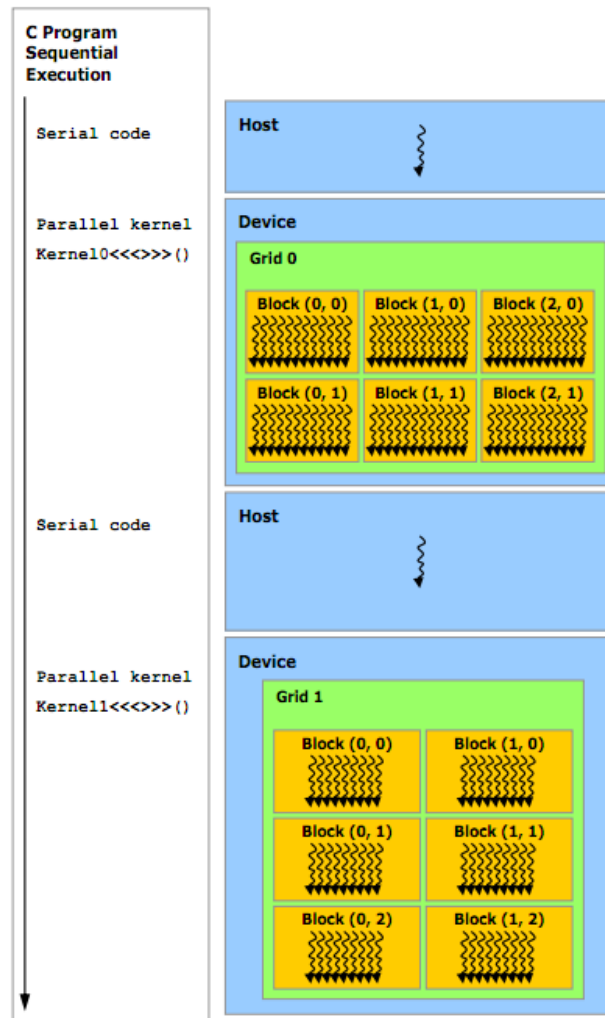 C Program
Sequential
Execution
Serial code
Host
Parallel kernel
Kernel0<<<>>>()
Device
Grid 0
Block (0, 0)
Block (1, 0)
Block (2, 0)
Block (0, 1)
Block (1, 1)
Block (2, 1)
Serial code
Host
Parallel kernel
Kernel1<<<>>>()
Device
Grid 1
Block (0, 0)
Block (1, 0)
Block (0, 1)
Block (1, 1)
Block (0, 2)
Block (1, 2)